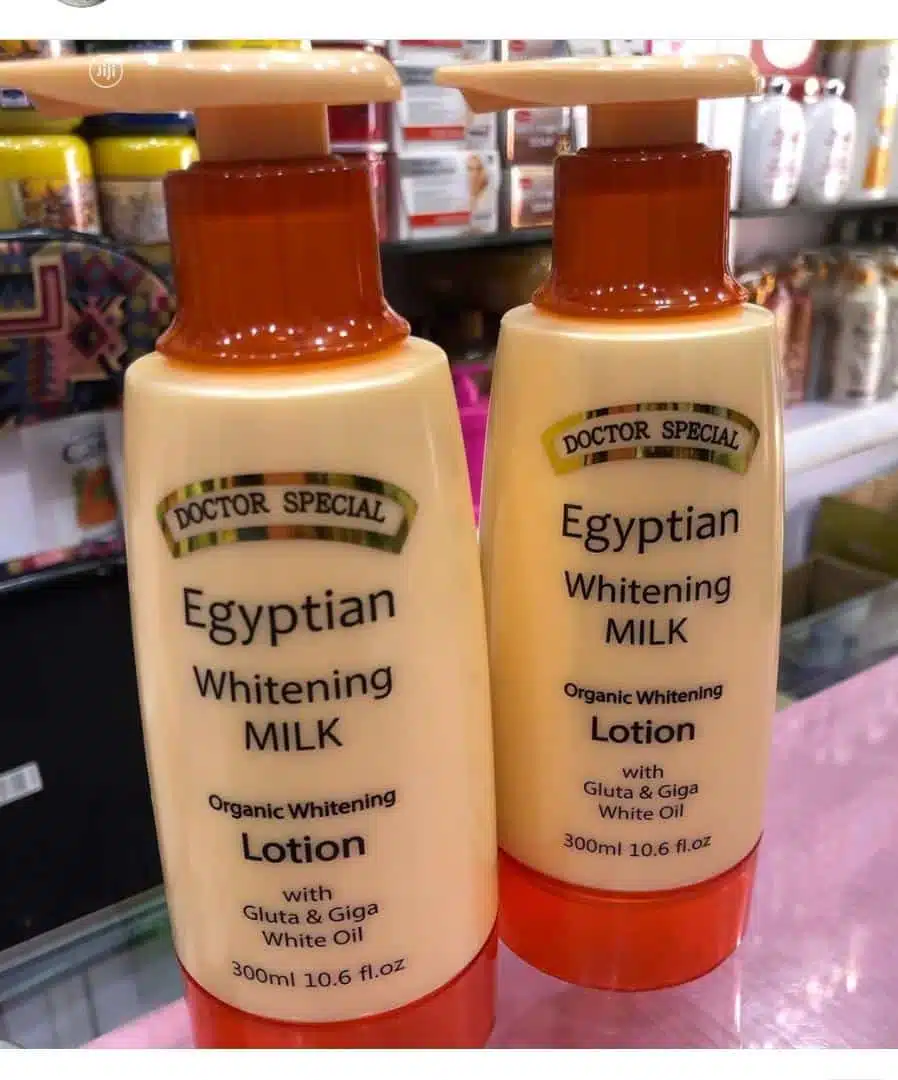 Jiji
DOCTOR SPECIAL
Egyptian
Whitening
MILK
Organic Whitening
Lotion
with
Gluta & Giga
White Oil
300ml 10.6 fl.oz
DOCTOR SPECIAL
Egyptian
Whitening
MILK
Organic Whitening
Lotion
with
Gluta & Giga
White Oil
300ml 10.6 fl.oz